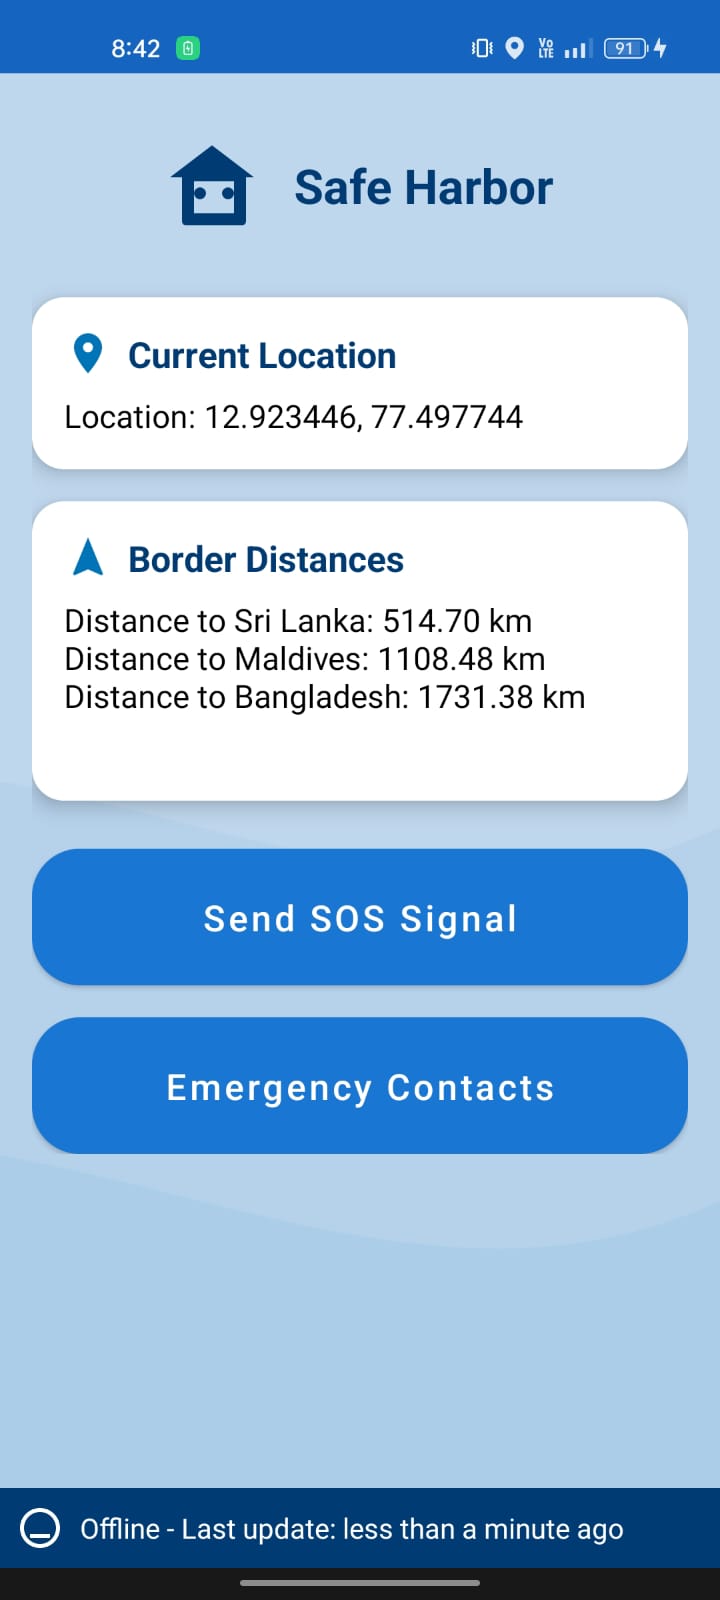 8:42
Vo
LTE
91
Safe Harbor
Current Location
Location: 12.923446, 77.497744
Border Distances
Distance to Sri Lanka: 514.70 km
Distance to Maldives: 1108.48 km
Distance to Bangladesh: 1731.38 km
Send SOS Signal
Emergency Contacts
Offline - Last update: less than a minute ago